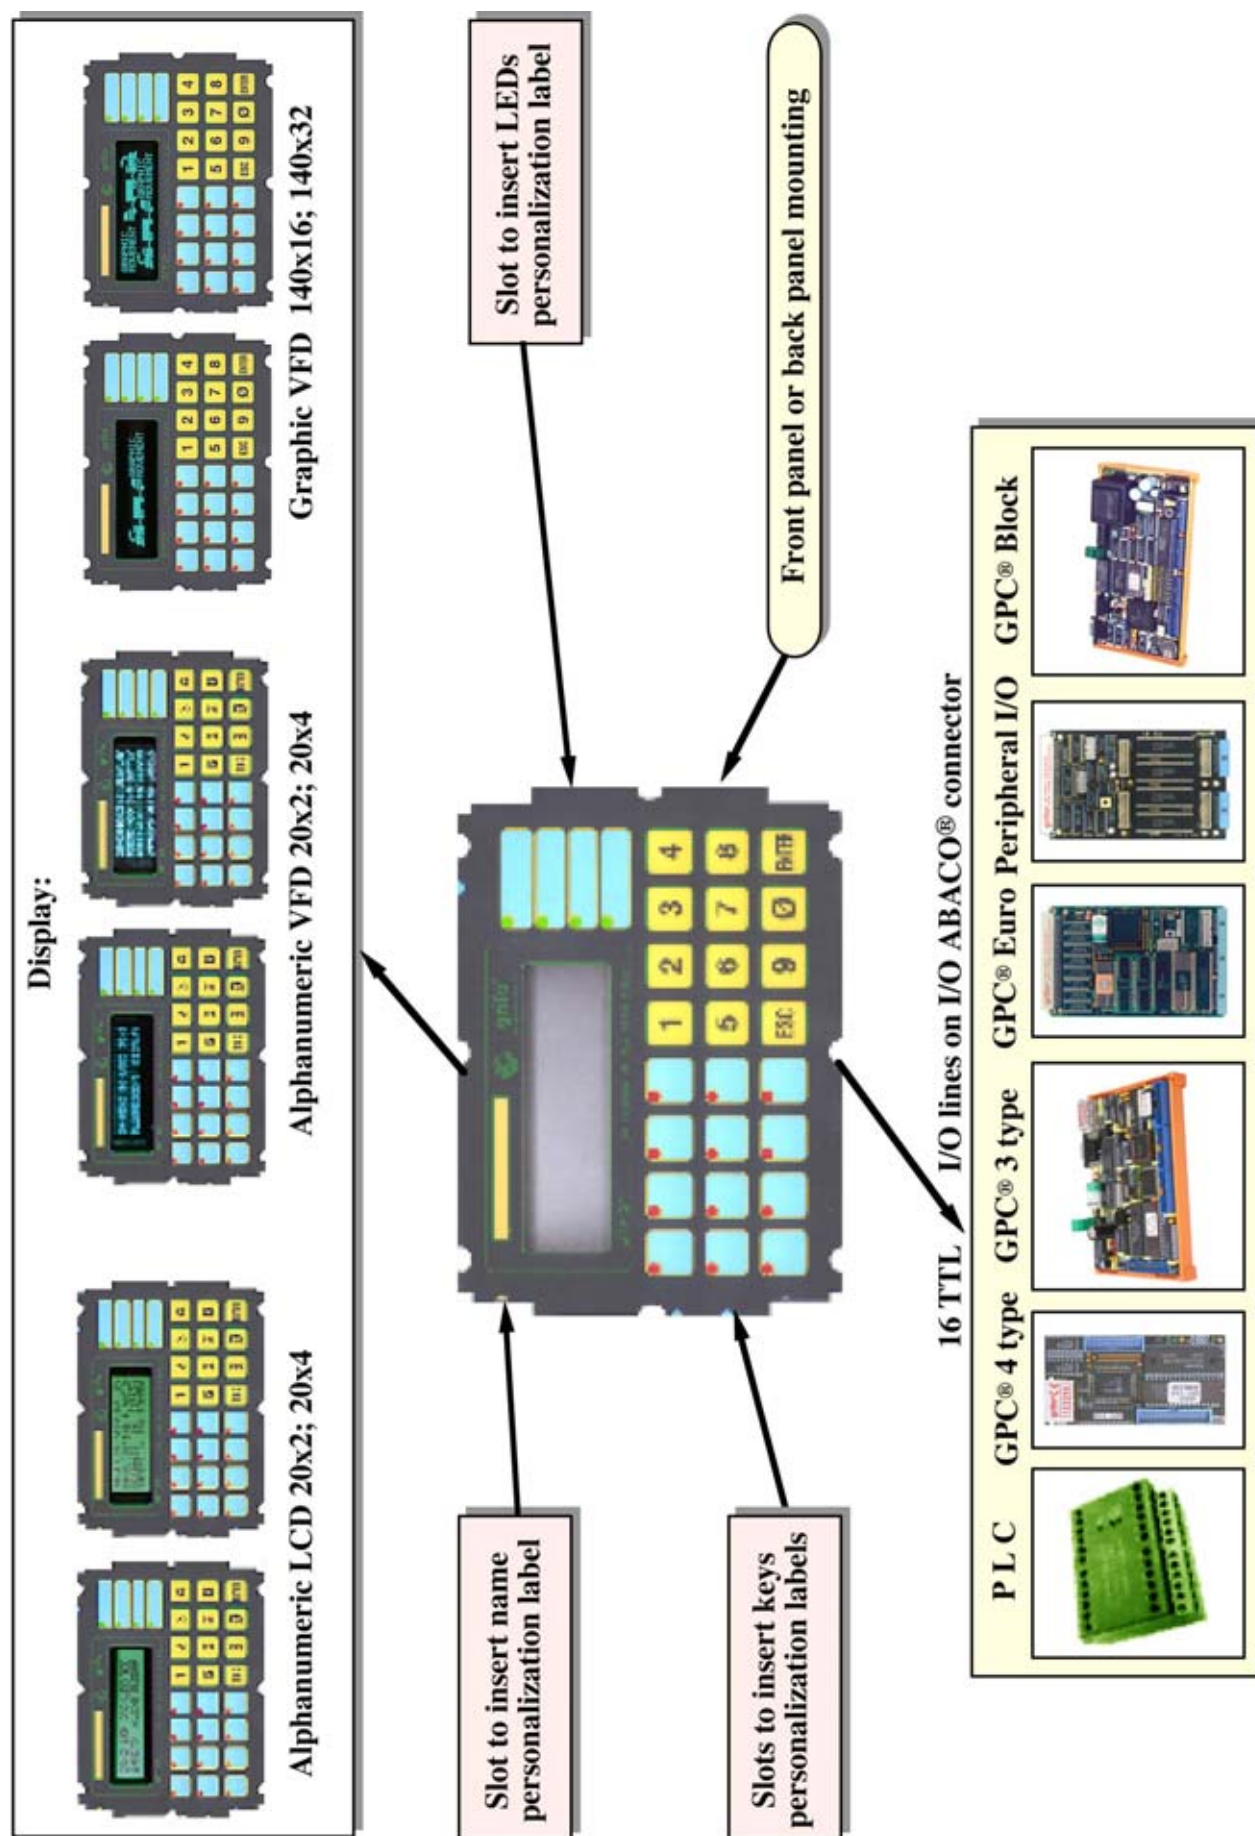 Display:
Alphanumeric LCD 20x2; 20x4
Alphanumeric VFD 20x2; 20x4
Graphic VFD 140x16; 140x32
Slot to insert name
personalization label
Slot to insert LEDs
personalization label
1 2 3 4
5 6 7 8
ESC 9 0 ENTER
Slots to insert keys
personalization labels
Front panel or back panel mounting
16 TTL I/O lines on I/O ABACO® connector
P L C
GPC® 4 type
GPC® 3 type
GPC® Euro
Peripheral I/O
GPC® Block